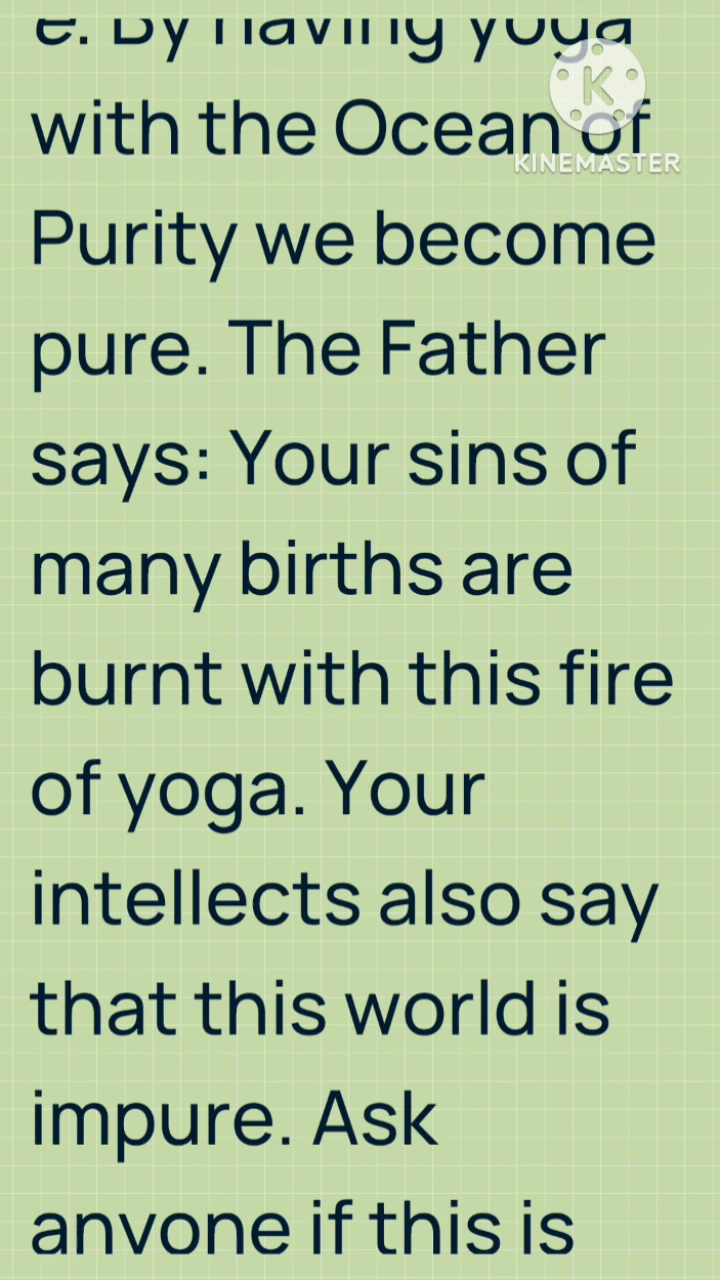 e. By having yoga
with the Ocean of
Purity we become
pure. The Father
says: Your sins of
many births are
burnt with this fire
of yoga. Your
intellects also say
that this world is
impure. Ask
anyone if this is
K
KINEMASTER